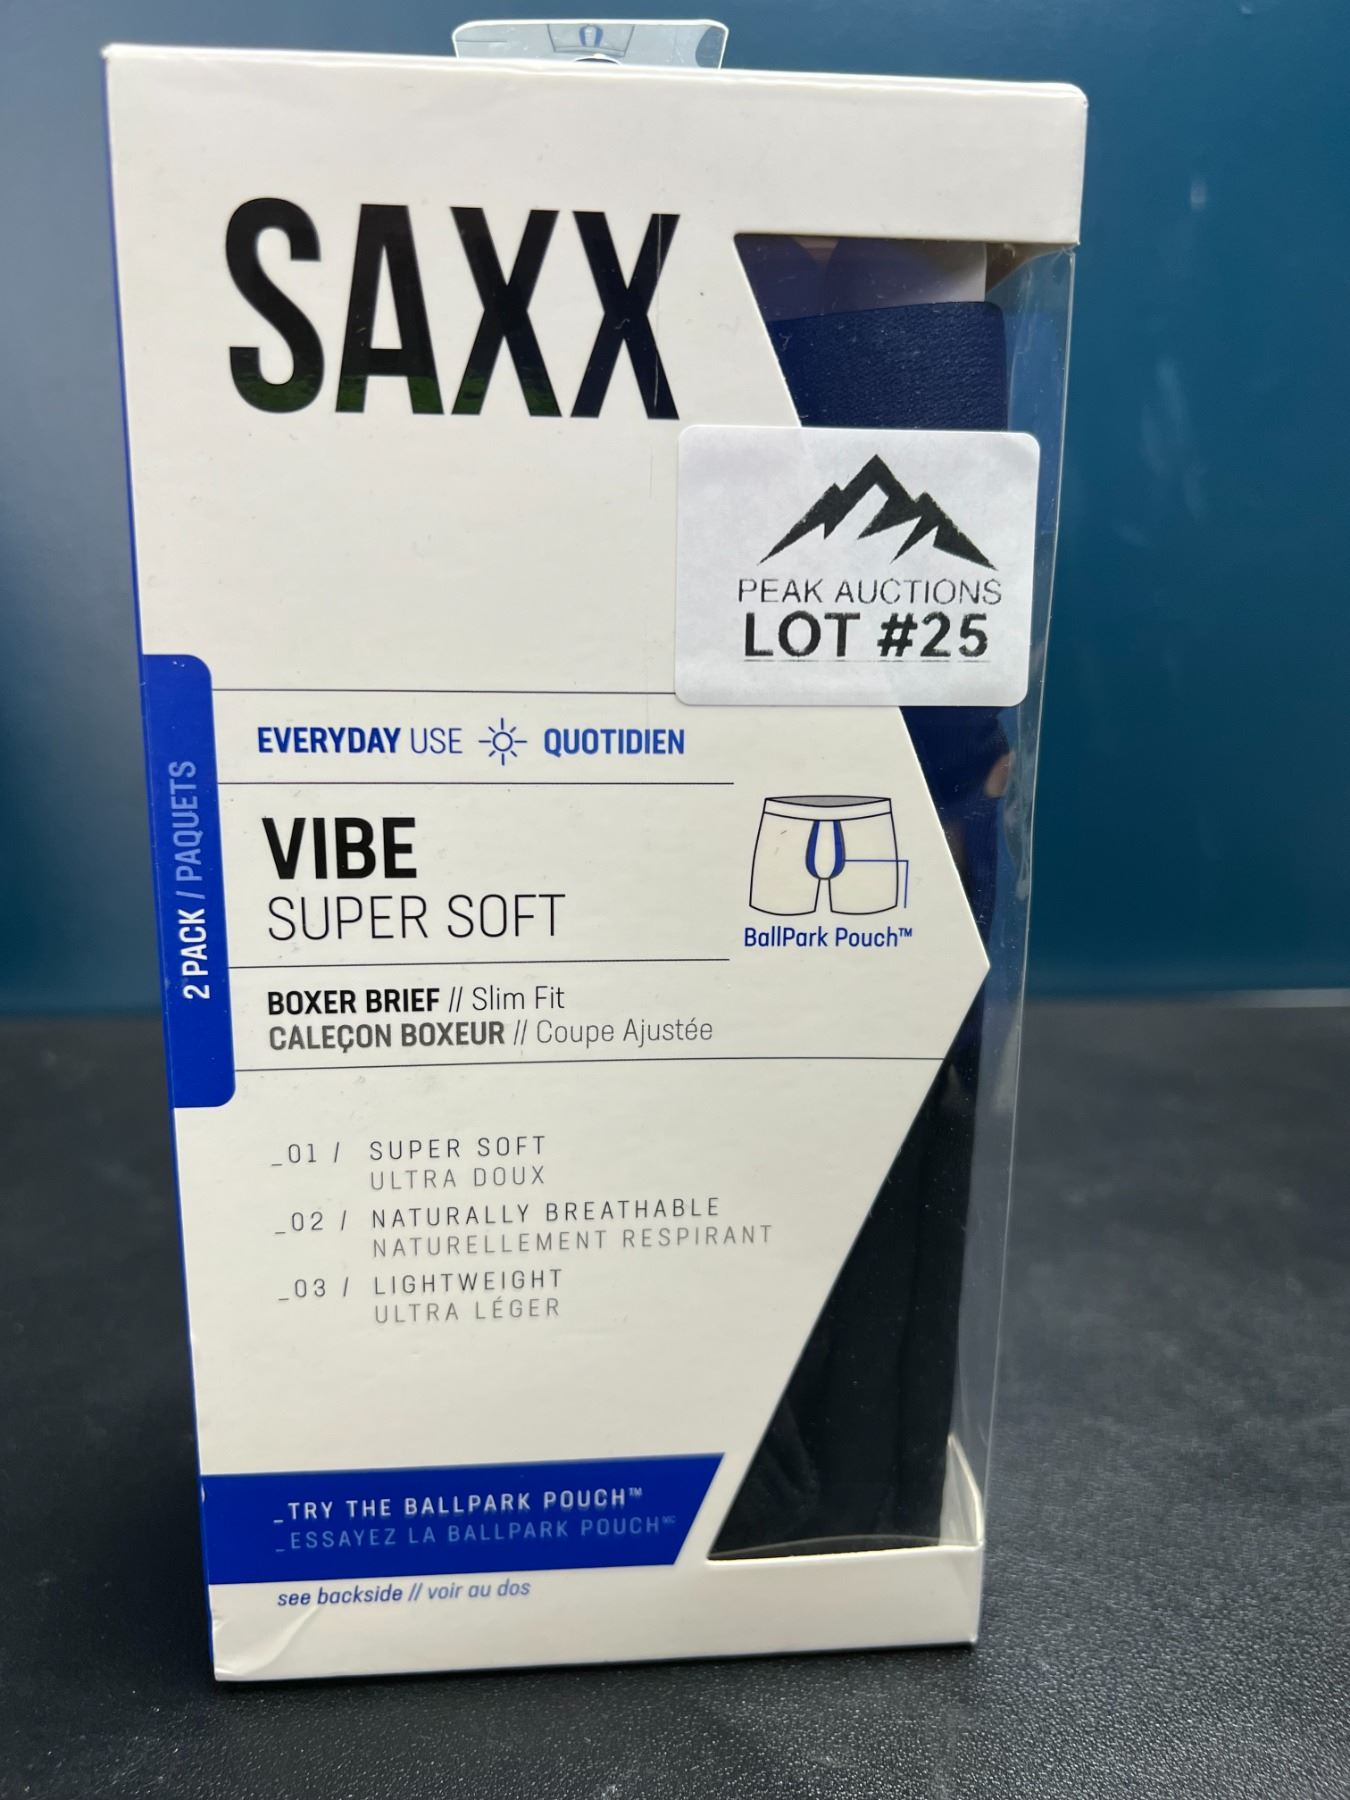 SAXX
PEAK AUCTIONS
LOT #25
EVERYDAY USE QUOTIDIEN
2 PACK / PAQUETS
VIBE
SUPER SOFT
BallPark Pouch™
BOXER BRIEF // Slim Fit
CALEÇON BOXEUR // Coupe Ajustée
_01 / SUPER SOFT
ULTRA DOUX
_02 / NATURALLY BREATHABLE
NATURELLEMENT RESPIRANT
_03 / LIGHTWEIGHT
ULTRA LÉGER
_TRY THE BALLPARK POUCH™
_ESSAYEZ LA BALLPARK POUCHᴹᶜ
see backside // voir au dos